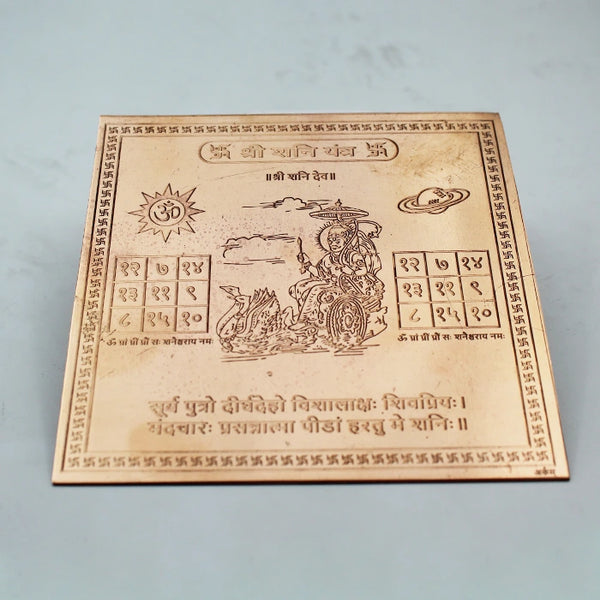 श्री शनि यंत्र
॥श्री शनि देव॥
ॐ
१२ ७ १४
१३ ११ ९
८ १५ १०
ॐ प्रां प्रीं प्रौं सः शनैश्चराय नमः
१२ ७ १४
१३ ११ ९
८ १५ १०
ॐ प्रां प्रीं प्रौं सः शनैश्चराय नमः
सूर्य पुत्रो दीर्घदेहो विशालाक्षः शिवप्रियः।
मंदचारः प्रसन्नात्मा पीडां हरतु मे शनिः॥